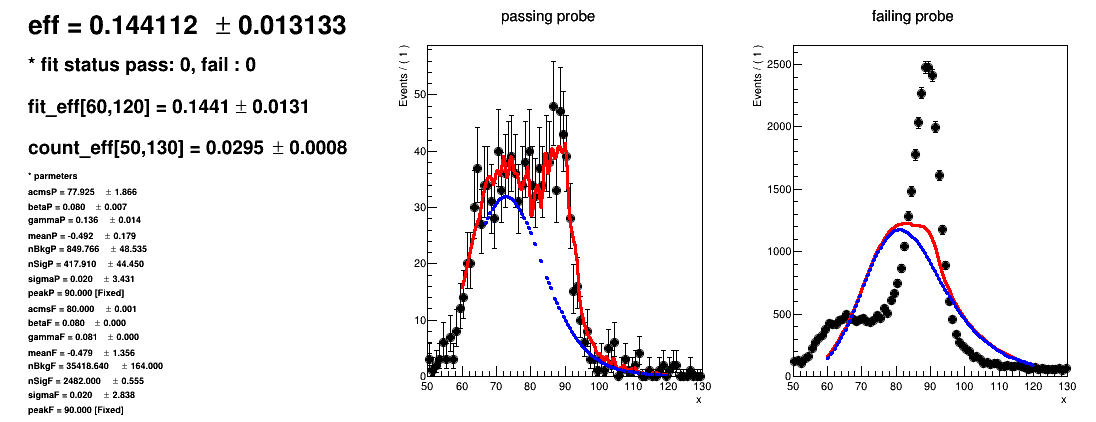 eff = 0.144112 ± 0.013133
* fit status pass: 0, fail : 0
fit_eff[60,120] = 0.1441 ± 0.0131
count_eff[50,130] = 0.0295 ± 0.0008
* parmeters
acmsP = 77.925 ± 1.866
betaP = 0.080 ± 0.007
gammaP = 0.136 ± 0.014
meanP = -0.492 ± 0.179
nBkgP = 849.766 ± 48.535
nSigP = 417.910 ± 44.450
sigmaP = 0.020 ± 3.431
peakP = 90.000 [Fixed]
acmsF = 80.000 ± 0.001
betaF = 0.080 ± 0.000
gammaF = 0.081 ± 0.000
meanF = -0.479 ± 1.356
nBkgF = 35418.640 ± 164.000
nSigF = 2482.000 ± 0.555
sigmaF = 0.020 ± 2.838
peakF = 90.000 [Fixed]
passing probe
Events / ( 1 )
50
40
30
20
10
0
50 60 70 80 90 100 110 120 130
x
failing probe
Events / ( 1 )
2500
2000
1500
1000
500
0
50 60 70 80 90 100 110 120 130
x